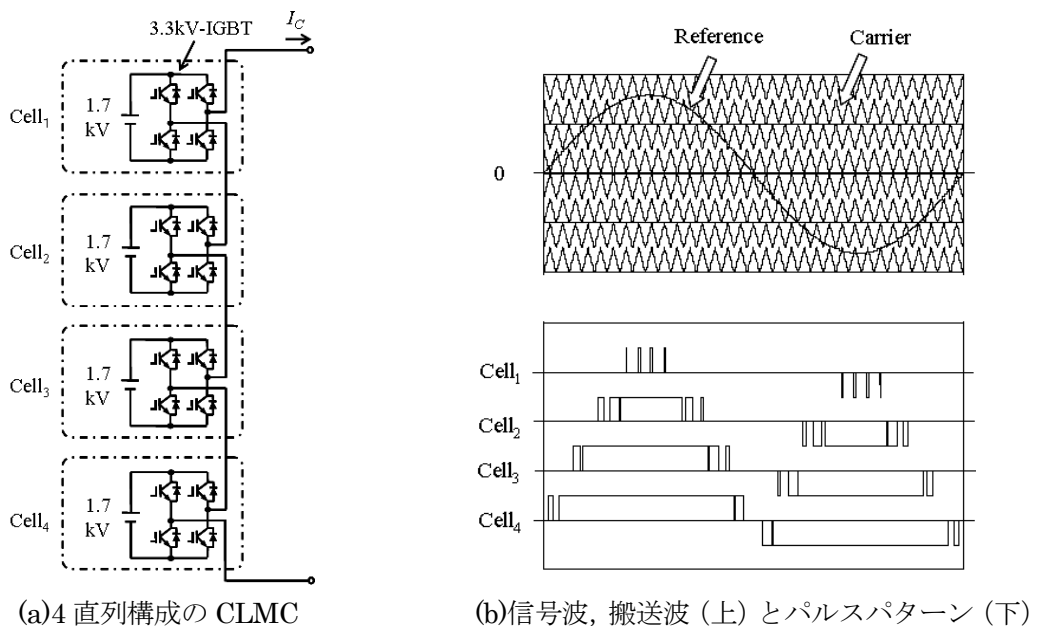 3.3kV-IGBT
I_C
Cell₁
1.7
kV
Cell₂
1.7
kV
Cell₃
1.7
kV
Cell₄
1.7
kV
(a)4 直列構成の CLMC
Reference
Carrier
0
Cell₁
Cell₂
Cell₃
Cell₄
(b)信号波, 搬送波 (上) とパルスパターン (下)